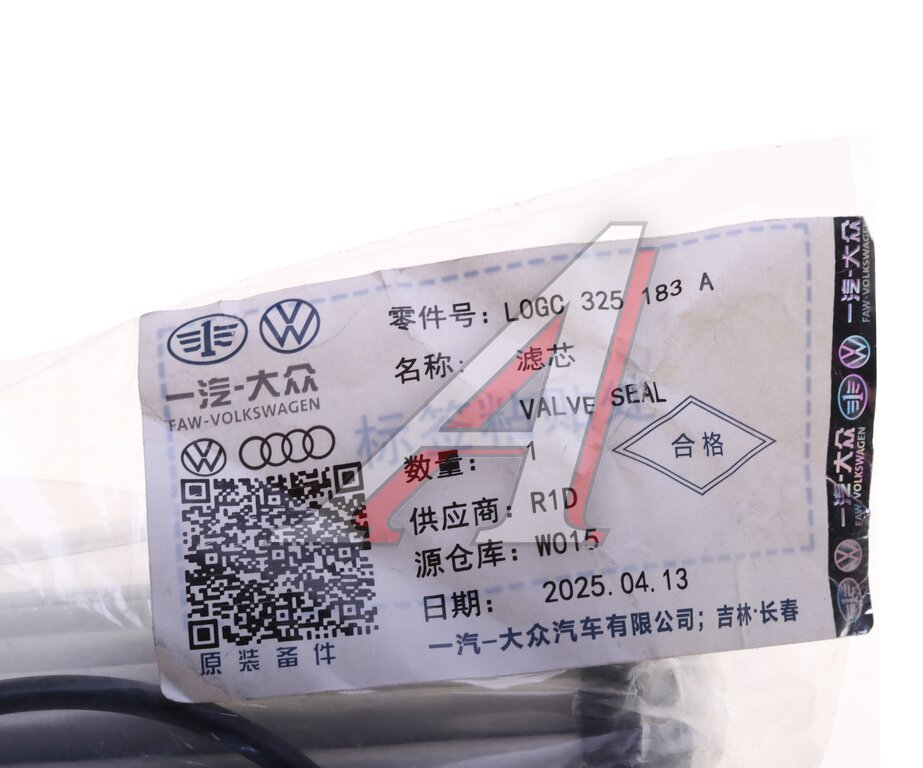 一汽-大众
FAW-VOLKSWAGEN
零件号: L0GC 325 183 A
名称: 滤芯
VALVE SEAL
数量: 1
合格
供应商: R1D
源仓库: W015
日期: 2025.04.13
一汽-大众汽车有限公司; 吉林·长春
原装备件
一汽-大众
FAW-VOLKSWAGEN
一汽-大众
FAW-VOLKSWAGEN